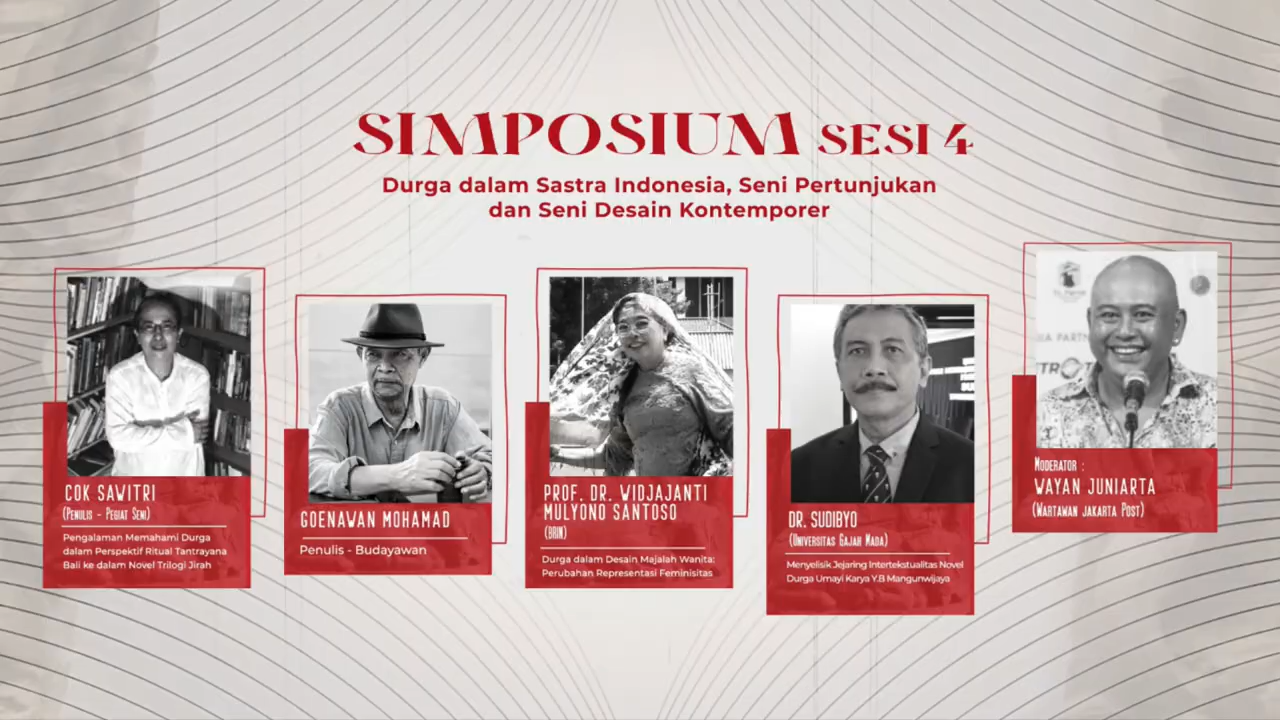 SIMPOSIUM SESI 4
Durga dalam Sastra Indonesia, Seni Pertunjukan
dan Seni Desain Kontemporer
COK SAWITRI
(PENULIS - PEGIAT SENI)
Pengalaman Memahami Durga
dalam Perspektif Ritual Tantrayana
Bali ke dalam Novel Trilogi Jirah
GOENAWAN MOHAMAD
Penulis - Budayawan
PROF. DR. WIDJAJANTI
MULYONO SANTOSO
(BRIN)
Durga dalam Desain Majalah Wanita:
Perubahan Representasi Feminisitas
DR. SUDIBYO
(UNIVERSITAS GAJAH MADA)
Menyelisik Jejaring Intertekstualitas Novel
Durga Umayi Karya Y.B Mangunwijaya
MODERATOR :
WAYAN JUNIARTA
(WARTAWAN JAKARTA POST)